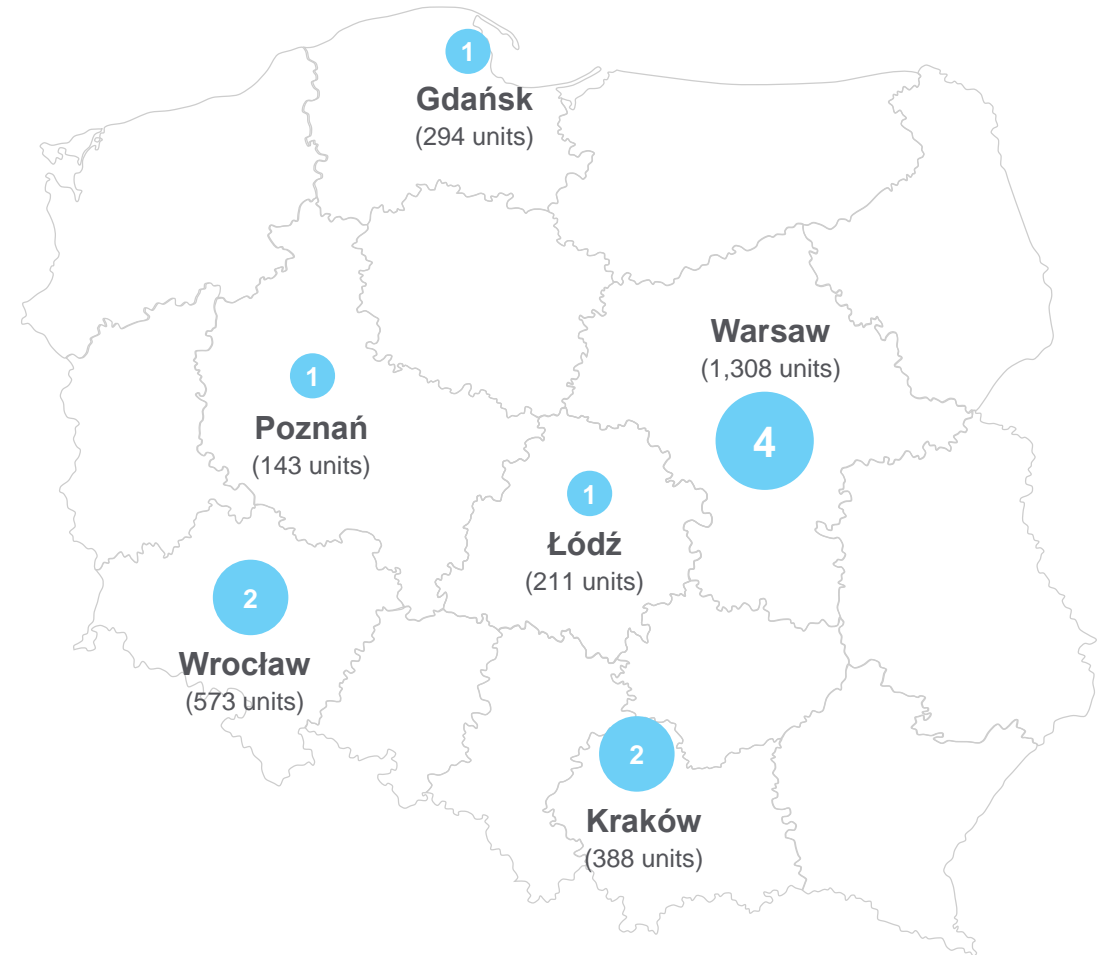 1
Gdańsk
(294 units)
Warsaw
(1,308 units)
4
1
Poznań
(143 units)
1
Łódź
(211 units)
2
Wrocław
(573 units)
2
Kraków
(388 units)